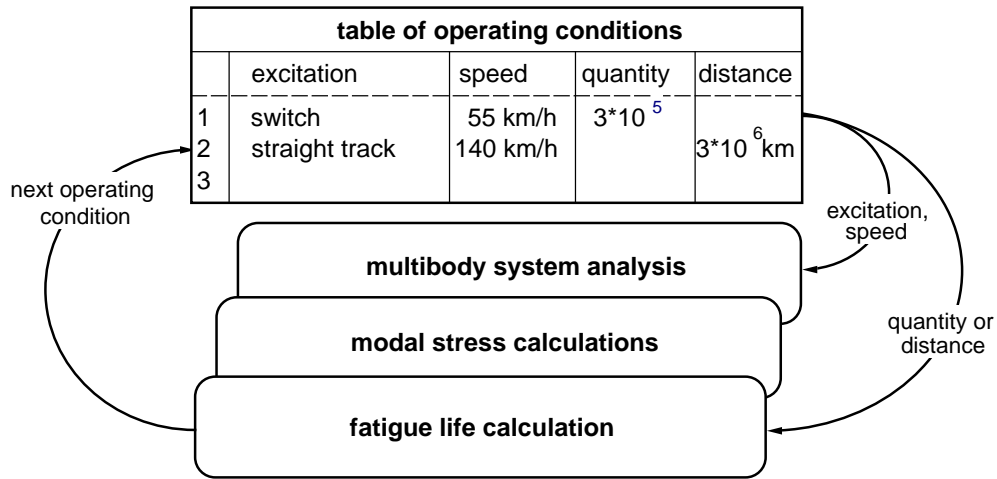 table of operating conditions
excitation speed quantity distance
1 switch 55 km/h 3*10 5
2 straight track 140 km/h 3*10 6 km
3
next operating
condition
excitation,
speed
multibody system analysis
quantity or
distance
modal stress calculations
fatigue life calculation